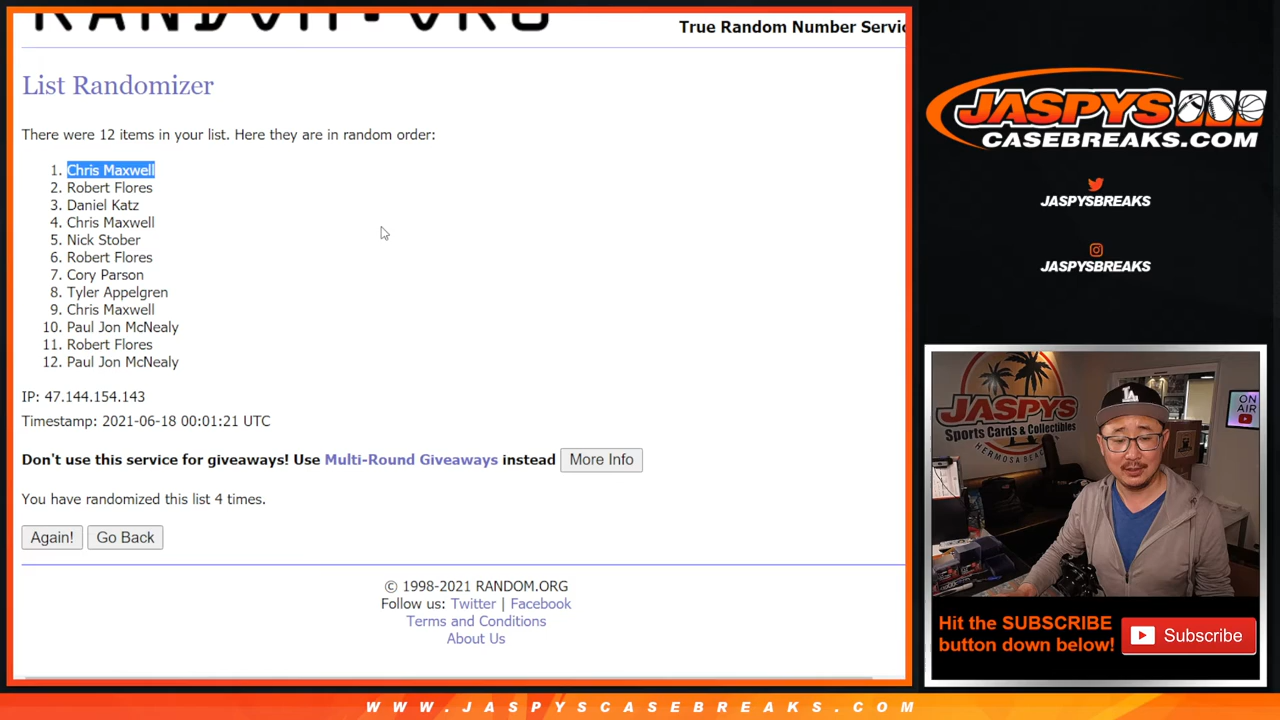 RANDOM.ORG
True Random Number Servic
List Randomizer
There were 12 items in your list. Here they are in random order:
1. Chris Maxwell
2. Robert Flores
3. Daniel Katz
4. Chris Maxwell
5. Nick Stober
6. Robert Flores
7. Cory Parson
8. Tyler Appelgren
9. Chris Maxwell
10. Paul Jon McNealy
11. Robert Flores
12. Paul Jon McNealy
IP: 47.144.154.143
Timestamp: 2021-06-18 00:01:21 UTC
Don't use this service for giveaways! Use Multi-Round Giveaways instead More Info
You have randomized this list 4 times.
Again! Go Back
© 1998-2021 RANDOM.ORG
Follow us: Twitter | Facebook
Terms and Conditions
About Us
JASPYS
CASEBREAKS.COM
JASPYSBREAKS
JASPYSBREAKS
JASPYS
Sports Cards & Collectibles
HERMOSA BEACH
ON
AIR
LA
Hit the SUBSCRIBE
button down below!
Subscribe
WWW.JASPYSCASEBREAKS.COM